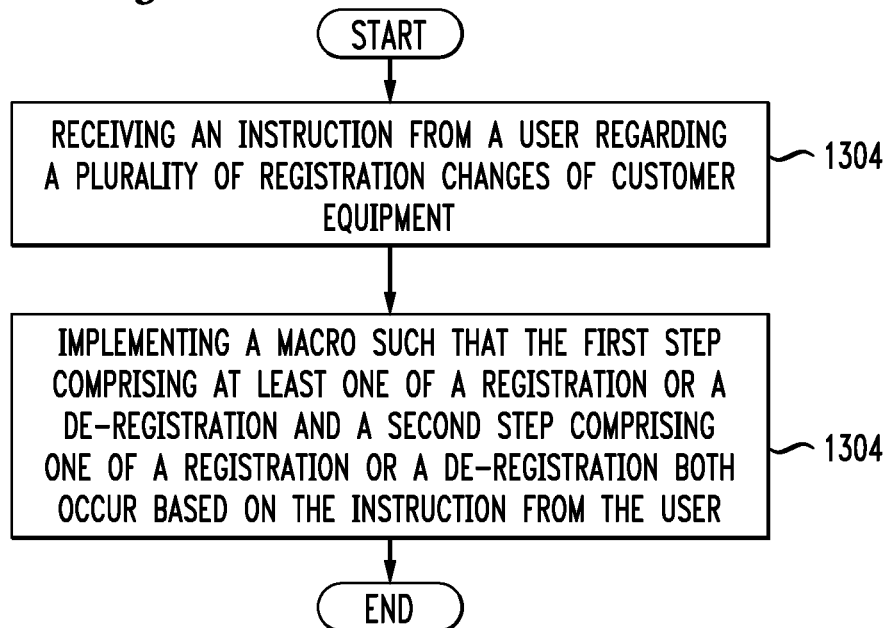 START
RECEIVING AN INSTRUCTION FROM A USER REGARDING
A PLURALITY OF REGISTRATION CHANGES OF CUSTOMER
EQUIPMENT
1304
IMPLEMENTING A MACRO SUCH THAT THE FIRST STEP
COMPRISING AT LEAST ONE OF A REGISTRATION OR A
DE-REGISTRATION AND A SECOND STEP COMPRISING
ONE OF A REGISTRATION OR A DE-REGISTRATION BOTH
OCCUR BASED ON THE INSTRUCTION FROM THE USER
1304
END